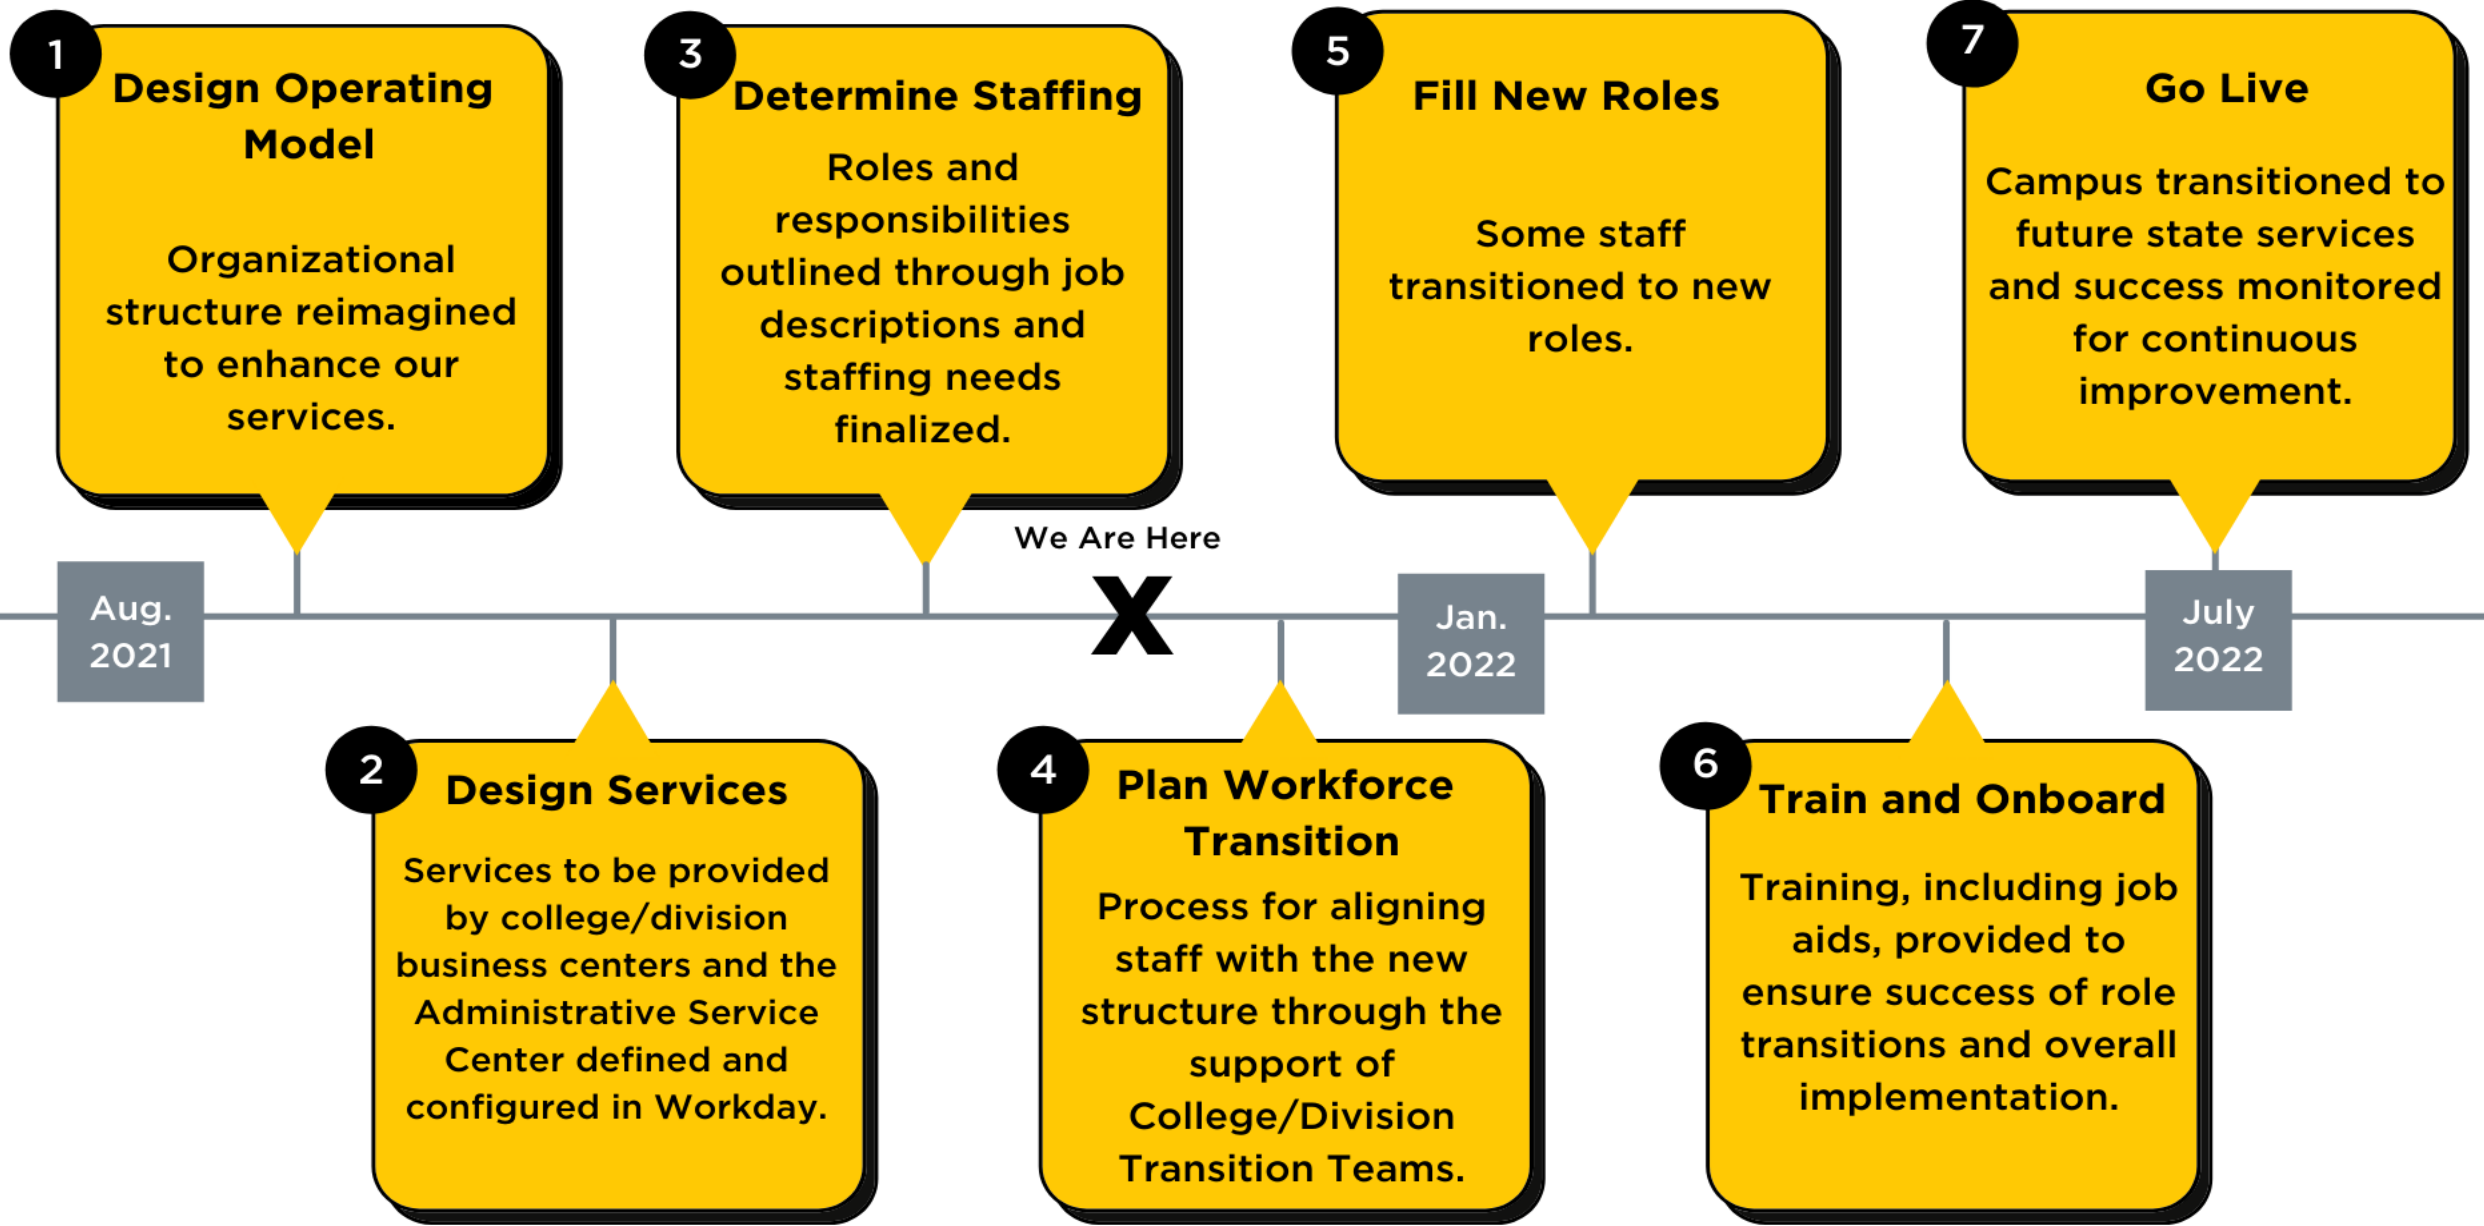 1
Design Operating
Model
Organizational
structure reimagined
to enhance our
services.
3
Determine Staffing
Roles and
responsibilities
outlined through job
descriptions and
staffing needs
finalized.
5
Fill New Roles
Some staff
transitioned to new
roles.
7
Go Live
Campus transitioned to
future state services
and success monitored
for continuous
improvement.
We Are Here
X
Aug.
2021
Jan.
2022
July
2022
2
Design Services
Services to be provided
by college/division
business centers and the
Administrative Service
Center defined and
configured in Workday.
4
Plan Workforce
Transition
Process for aligning
staff with the new
structure through the
support of
College/Division
Transition Teams.
6
Train and Onboard
Training, including job
aids, provided to
ensure success of role
transitions and overall
implementation.